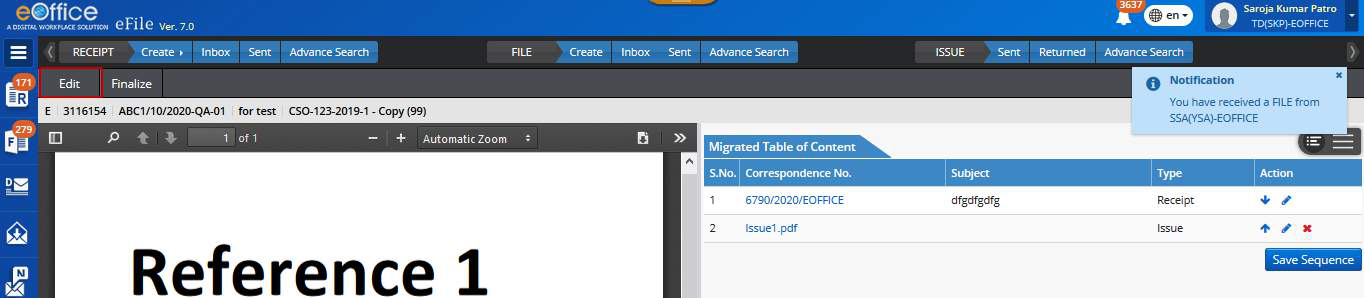 eOffice
A DIGITAL WORKPLACE SOLUTION eFile Ver. 7.0
3637
en
Saroja Kumar Patro
TD(SKP)-EOFFICE
RECEIPT Create Inbox Sent Advance Search FILE Create Inbox Sent Advance Search ISSUE Sent Returned Advance Search
171
R
Edit Finalize
Notification
You have received a FILE from
SSA(YSA)-EOFFICE
E 3116154 ABC1/10/2020-QA-01 for test CSO-123-2019-1 - Copy (99)
279
F
1 of 1 Automatic Zoom
Migrated Table of Content
S.No. Correspondence No. Subject Type Action
1 6790/2020/EOFFICE dfgdfgdfg Receipt
2 Issue1.pdf Issue
Save Sequence
D
N
Reference 1